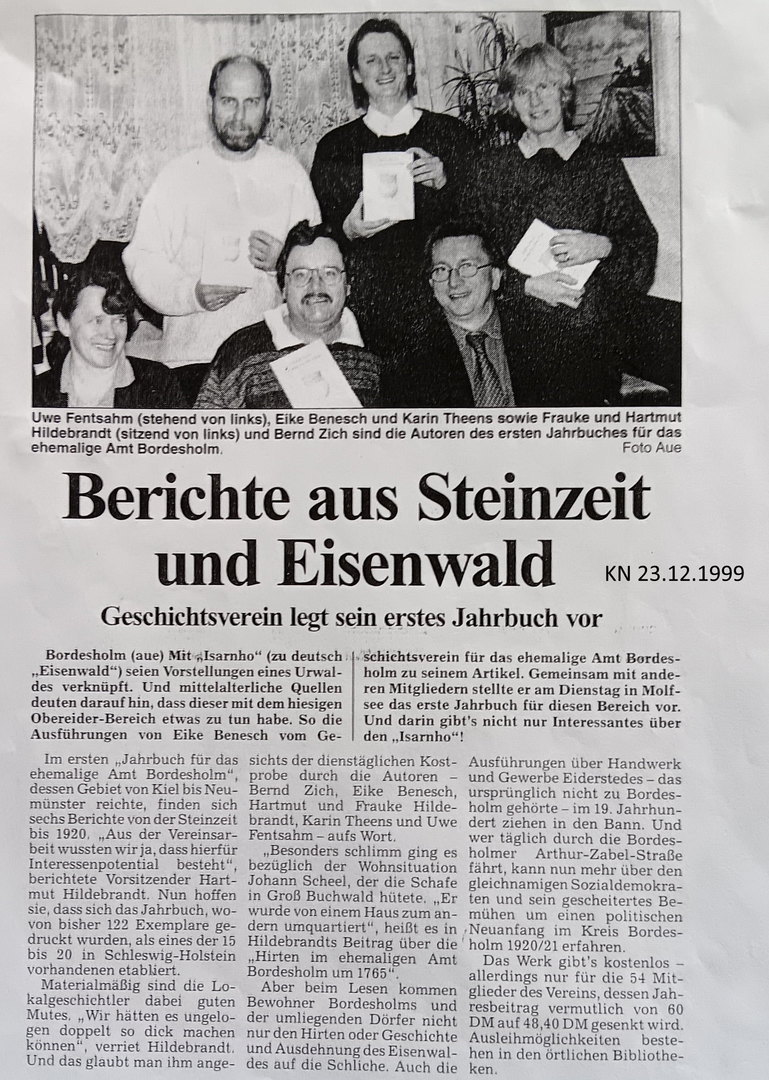 Uwe Fentsahm (stehend von links), Eike Benesch und Karin Theens sowie Frauke und Hartmut
Hildebrandt (sitzend von links) und Bernd Zich sind die Autoren des ersten Jahrbuches für das
ehemalige Amt Bordesholm.
Foto Aue
Berichte aus Steinzeit
und Eisenwald
KN 23.12.1999
Geschichtsverein legt sein erstes Jahrbuch vor
Bordesholm (aue) Mit „Isarnho“ (zu deutsch
„Eisenwald“) seien Vorstellungen eines Urwal-
des verknüpft. Und mittelalterliche Quellen
deuten darauf hin, dass dieser mit dem hiesigen
Obereider-Bereich etwas zu tun habe. So die
Ausführungen von Eike Benesch vom Ge-
schichtsverein für das ehemalige Amt Bordes-
holm zu seinem Artikel. Gemeinsam mit ande-
ren Mitgliedern stellte er am Dienstag in Molf-
see das erste Jahrbuch für diesen Bereich vor.
Und darin gibt's nicht nur Interessantes über
den „Isarnho“!
Im ersten „Jahrbuch für das
ehemalige Amt Bordesholm“,
dessen Gebiet von Kiel bis Neu-
münster reichte, finden sich
sechs Berichte von der Steinzeit
bis 1920. „Aus der Vereinsar-
beit wussten wir ja, dass hierfür
Interessenpotential besteht“,
berichtete Vorsitzender Hart-
mut Hildebrandt. Nun hoffen
sie, dass sich das Jahrbuch, wo-
von bisher 122 Exemplare ge-
druckt wurden, als eines der 15
bis 20 in Schleswig-Holstein
vorhandenen etabliert.
Materialmäßig sind die Lo-
kalgeschichtler dabei guten
Mutes. „Wir hätten es ungelo-
gen doppelt so dick machen
können“, verriet Hildebrandt.
Und das glaubt man ihm ange-
sichts der dienstäglichen Kost-
probe durch die Autoren –
Bernd Zich, Eike Benesch,
Hartmut und Frauke Hilde-
brandt, Karin Theens und Uwe
Fentsahm – aufs Wort.
„Besonders schlimm ging es
bezüglich der Wohnsituation
Johann Scheel, der die Schafe
in Groß Buchwald hütete. „Er
wurde von einem Haus zum an-
dern umquartiert“, heißt es in
Hildebrandts Beitrag über die
„Hirten im ehemaligen Amt
Bordesholm um 1765“.
Aber beim Lesen kommen
Bewohner Bordesholms und
der umliegenden Dörfer nicht
nur den Hirten oder Geschichte
und Ausdehnung des Eisenwal-
des auf die Schliche. Auch die
Ausführungen über Handwerk
und Gewerbe Eiderstedes – das
ursprünglich nicht zu Bordes-
holm gehörte – im 19. Jahrhun-
dert ziehen in den Bann. Und
wer täglich durch die Bordes-
holmer Arthur-Zabel-Straße
fährt, kann nun mehr über den
gleichnamigen Sozialdemokra-
ten und sein gescheitertes Be-
mühen um einen politischen
Neuanfang im Kreis Bordes-
holm 1920/21 erfahren.
Das Werk gibt's kostenlos –
allerdings nur für die 54 Mit-
glieder des Vereins, dessen Jah-
resbeitrag vermutlich von 60
DM auf 48,40 DM gesenkt wird.
Ausleihmöglichkeiten beste-
hen in den örtlichen Bibliothe-
ken.